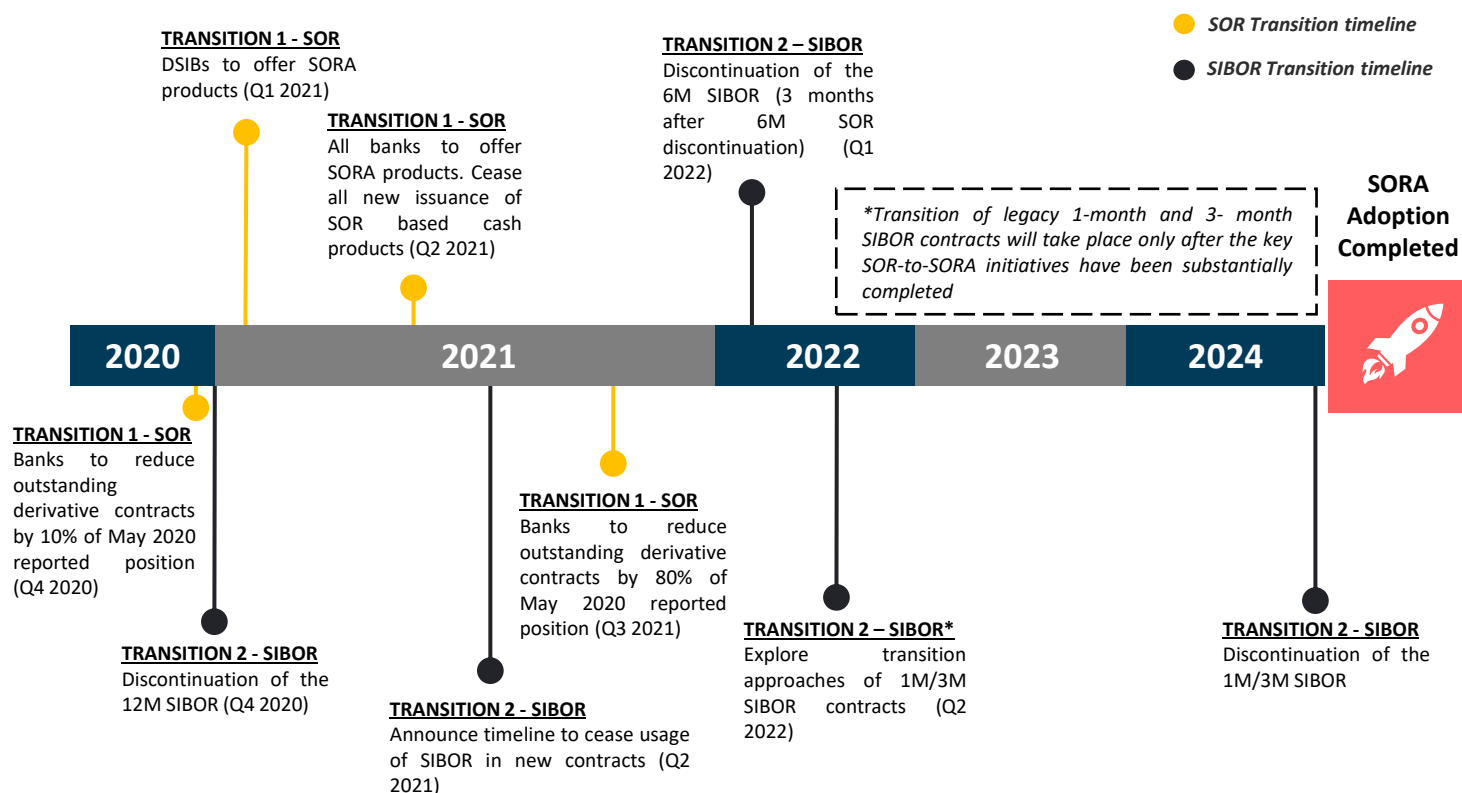 SOR Transition timeline
SIBOR Transition timeline
TRANSITION 1 - SOR
DSIBs to offer SORA
products (Q1 2021)
TRANSITION 1 - SOR
All banks to offer
SORA products. Cease
all new issuance of
SOR based cash
products (Q2 2021)
TRANSITION 2 – SIBOR
Discontinuation of the
6M SIBOR (3 months
after 6M SOR
discontinuation) (Q1
2022)
*Transition of legacy 1-month and 3- month
SIBOR contracts will take place only after the key
SOR-to-SORA initiatives have been substantially
completed
SORA
Adoption
Completed
2020
2021
2022
2023
2024
TRANSITION 1 - SOR
Banks to reduce
outstanding
derivative contracts
by 10% of May 2020
reported position
(Q4 2020)
TRANSITION 2 - SIBOR
Discontinuation of the
12M SIBOR (Q4 2020)
TRANSITION 2 - SIBOR
Announce timeline to cease usage
of SIBOR in new contracts (Q2
2021)
TRANSITION 1 - SOR
Banks to reduce
outstanding derivative
contracts by 80% of
May 2020 reported
position (Q3 2021)
TRANSITION 2 – SIBOR*
Explore transition
approaches of 1M/3M
SIBOR contracts (Q2
2022)
TRANSITION 2 - SIBOR
Discontinuation of the
1M/3M SIBOR